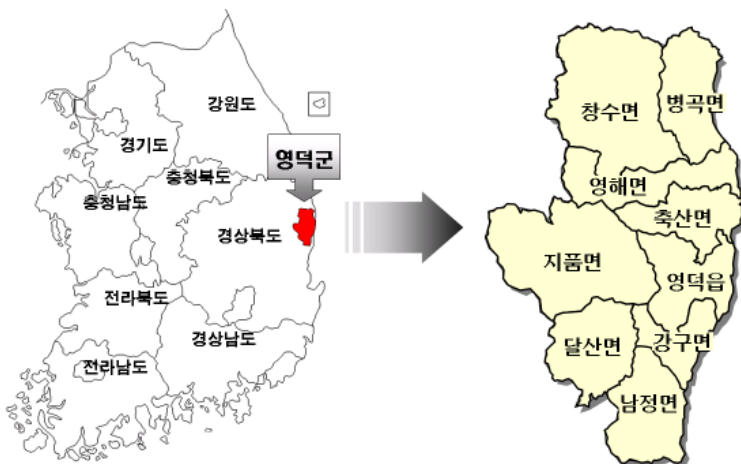 강원도
경기도
영덕군
충청북도
충청남도
경상북도
전라북도
경상남도
전라남도
창수면
병곡면
영해면
축산면
지품면
영덕읍
달산면
강구면
남정면